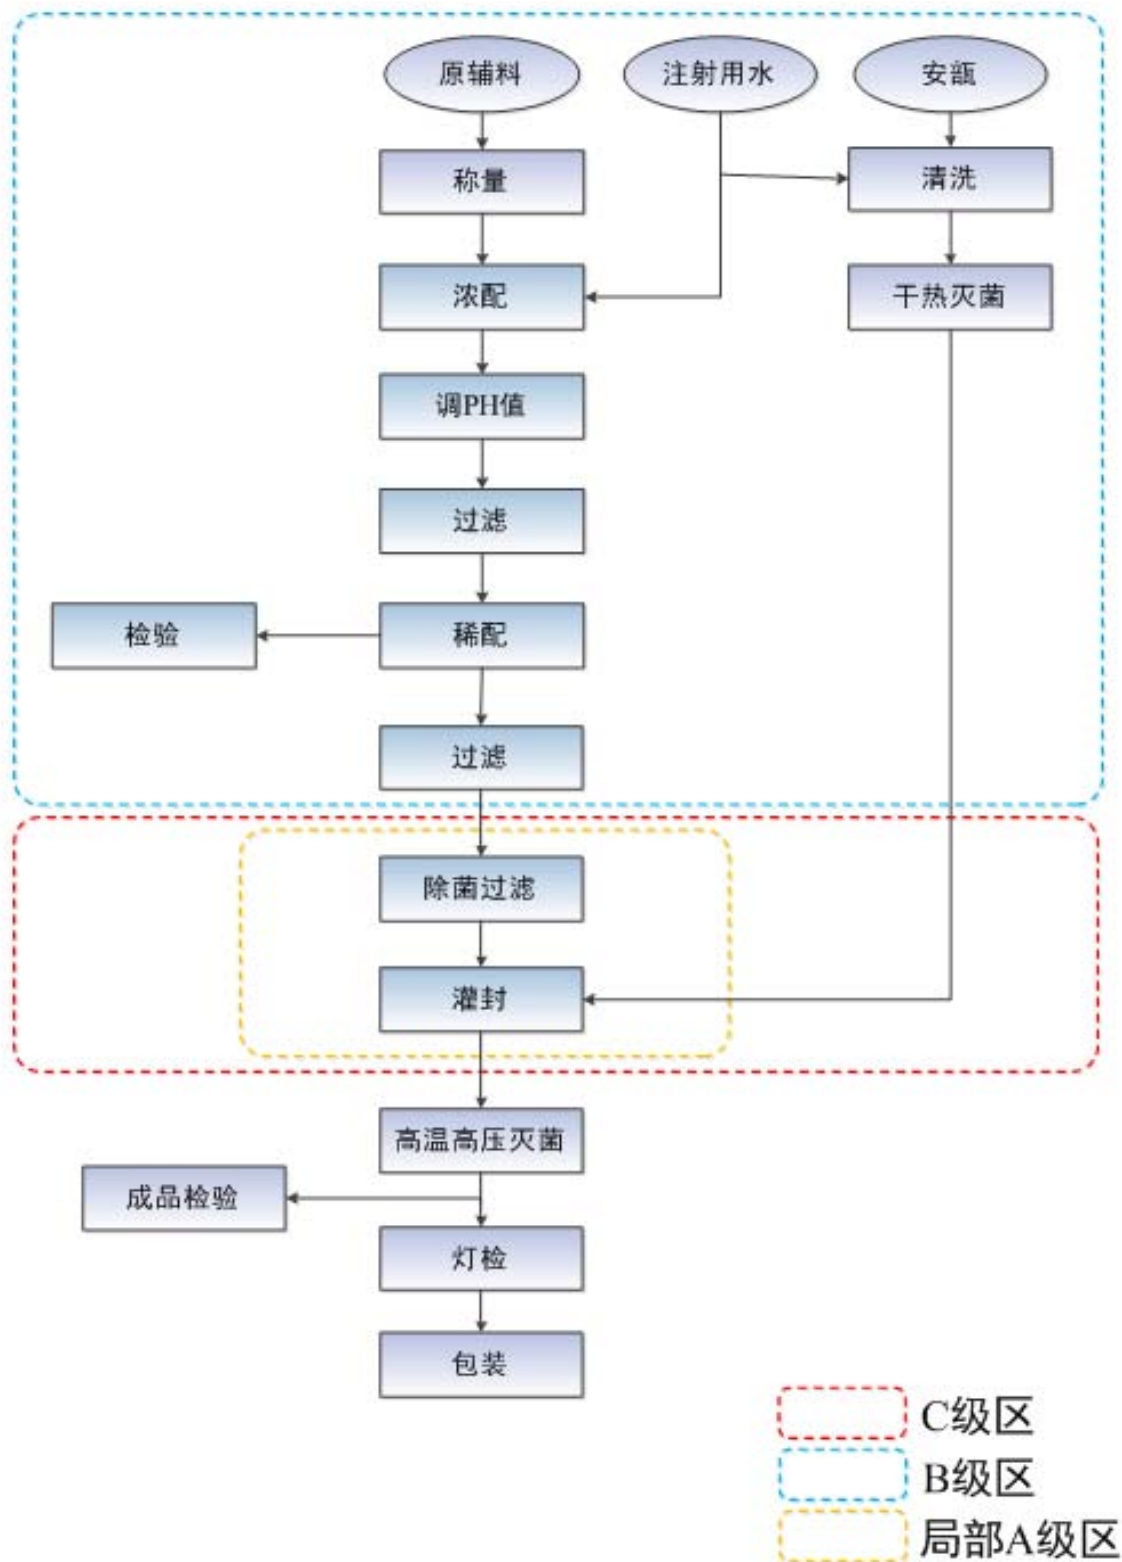 原辅料
注射用水
安瓿
称量
清洗
浓配
干热灭菌
调PH值
过滤
检验
稀配
过滤
除菌过滤
灌封
高温高压灭菌
成品检验
灯检
包装
C级区
B级区
局部A级区